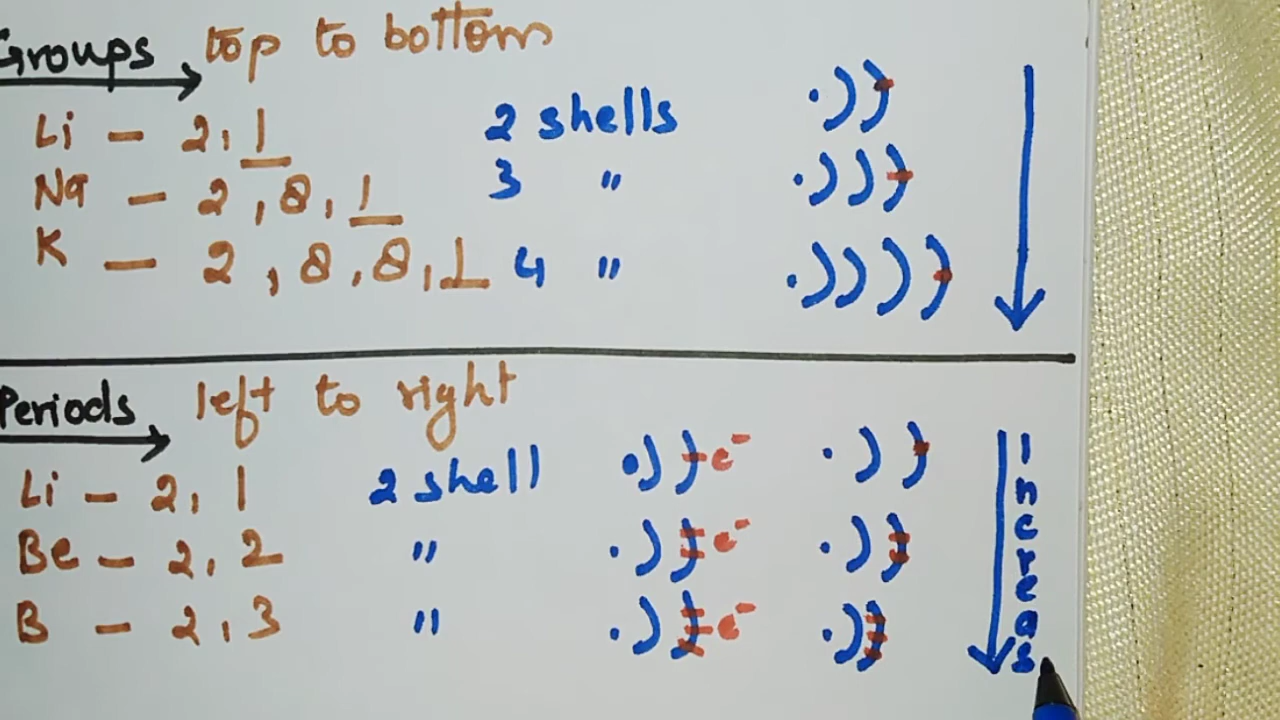 Groups top to bottom
Li - 2, 1 2 shells
Na - 2, 8, 1 3 "
K - 2, 8, 8, 1 4 "
Periods left to right
Li - 2, 1 2 shell e⁻
Be - 2, 2 " e⁻
B - 2, 3 " e⁻
Increas